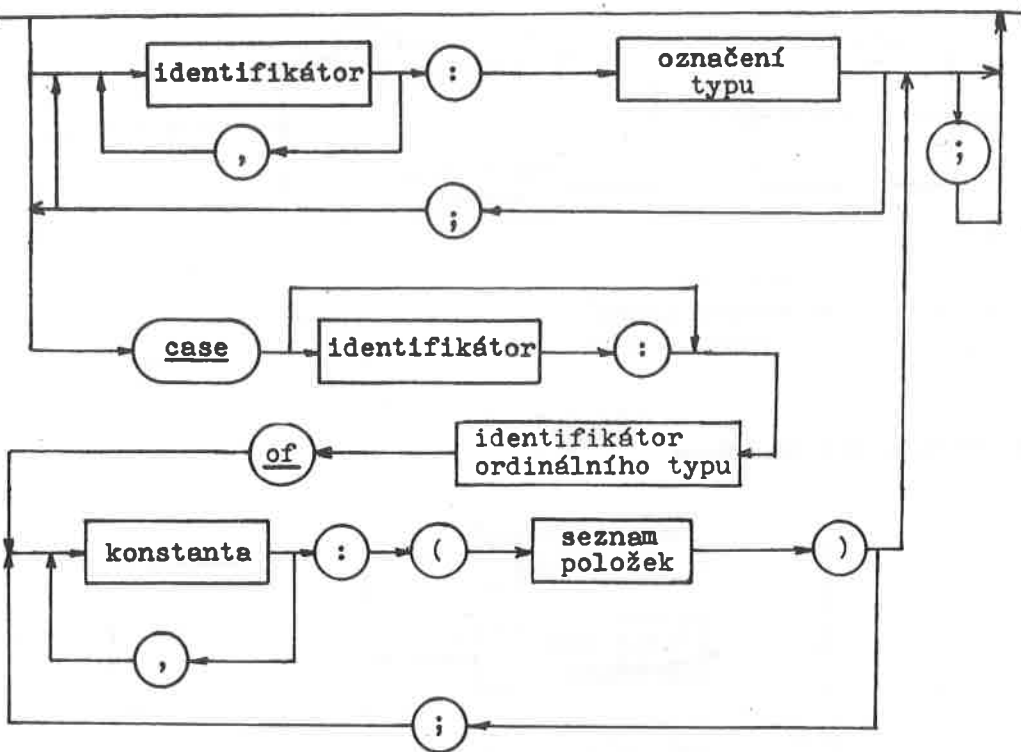 identifikátor : označení
typu
,
;
;
case identifikátor :
of identifikátor
ordinálního typu
konstanta : ( seznam
položek )
,
;